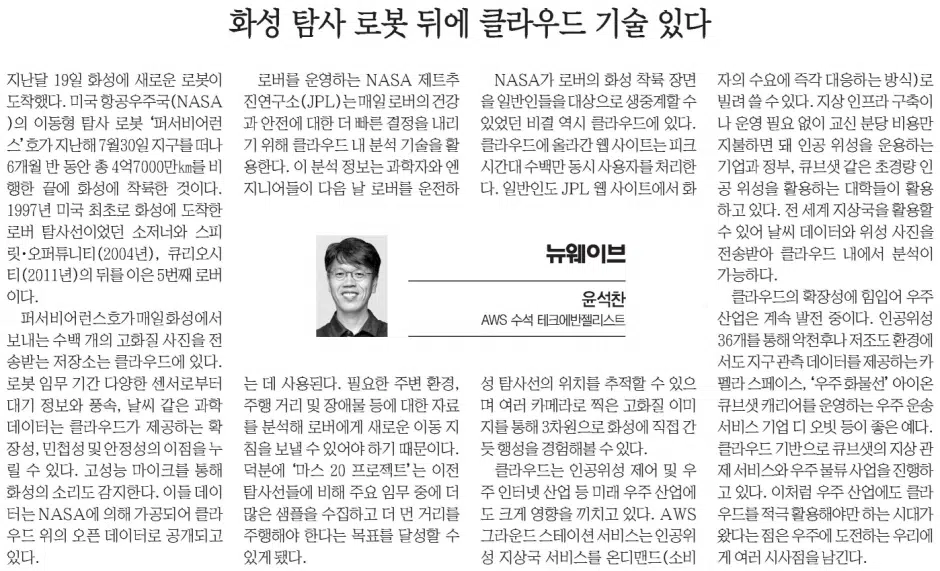 화성 탐사 로봇 뒤에 클라우드 기술 있다
지난달 19일 화성에 새로운 로봇이
도착했다. 미국 항공우주국(NASA
)의 이동형 탐사 로봇 ‘퍼서비어런
스’호가 지난해 7월30일 지구를 떠나
6개월 반 동안 총 4억7000만㎞를 비
행한 끝에 화성에 착륙한 것이다.
1997년 미국 최초로 화성에 도착한
로버 탐사선이었던 소저너와 스피
릿·오퍼튜니티(2004년), 큐리오시
티(2011년)의 뒤를 이은 5번째 로버
이다.
퍼서비어런스호가 매일 화성에서
보내는 수백 개의 고화질 사진을 전
송받는 저장소는 클라우드에 있다.
로봇 임무 기간 다양한 센서로부터
대기 정보와 풍속, 날씨 같은 과학
데이터는 클라우드가 제공하는 확
장성, 민첩성 및 안정성의 이점을 누
릴 수 있다. 고성능 마이크를 통해
화성의 소리도 감지한다. 이들 데이
터는 NASA에 의해 가공되어 클라
우드 위의 오픈 데이터로 공개되고
있다.
로버를 운영하는 NASA 제트추
진연구소(JPL)는 매일 로버의 건강
과 안전에 대한 더 빠른 결정을 내리
기 위해 클라우드 내 분석 기술을 활
용한다. 이 분석 정보는 과학자와 엔
지니어들이 다음 날 로버를 운전하
는 데 사용된다. 필요한 주변 환경,
주행 거리 및 장애물 등에 대한 자료
를 분석해 로버에게 새로운 이동 지
침을 보낼 수 있어야 하기 때문이다.
덕분에 ‘마스 20 프로젝트’는 이전
탐사선들에 비해 주요 임무 중에 더
많은 샘플을 수집하고 더 먼 거리를
주행해야 한다는 목표를 달성할 수
있게 됐다.
뉴웨이브
윤석찬
AWS 수석 테크에반젤리스트
NASA가 로버의 화성 착륙 장면
을 일반인들을 대상으로 생중계할 수
있었던 비결 역시 클라우드에 있다.
클라우드에 올라간 웹사이트는 피크
시간대 수백만 동시 사용자를 처리한
다. 일반인도 JPL 웹 사이트에서 화
성 탐사선의 위치를 추적할 수 있으
며 여러 카메라로 찍은 고화질 이미
지를 통해 3차원으로 화성에 직접 간
듯 행성을 경험해볼 수 있다.
클라우드는 인공위성 제어 및 우
주 인터넷 산업 등 미래 우주 산업에
도 크게 영향을 끼치고 있다. AWS
그라운드 스테이션 서비스는 인공위
성 지상국 서비스를 온디맨드(소비
자의 수요에 즉각 대응하는 방식)로
빌려 쓸 수 있다. 지상 인프라 구축이
나 운영 필요 없이 교신 분당 비용만
지불하면 돼 인공 위성을 운용하는
기업과 정부, 큐브샛 같은 초경량 인
공 위성을 활용하는 대학들이 활용
하고 있다. 전 세계 지상국을 활용할
수 있어 날씨 데이터와 위성 사진을
전송받아 클라우드 내에서 분석이
가능하다.
클라우드의 확장성에 힘입어 우주
산업은 계속 발전 중이다. 인공위성
36개를 통해 악천후나 저조도 환경에
서도 지구 관측 데이터를 제공하는 카
펠라 스페이스, ‘우주 화물선’ 아이온
큐브샛 캐리어를 운영하는 우주 운송
서비스 기업 디 오빗 등이 좋은 예다.
클라우드 기반으로 큐브샛의 지상 관
제 서비스와 우주 물류 사업을 진행하
고 있다. 이처럼 우주 산업에도 클라
우드를 적극 활용해야만 하는 시대가
왔다는 점은 우주에 도전하는 우리에
게 여러 시사점을 남긴다.